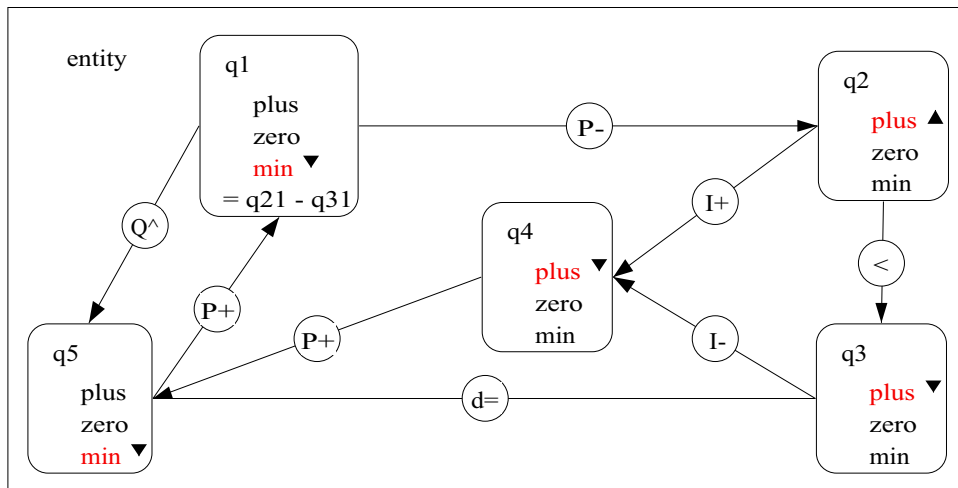 entity
q1
plus
zero
min
= q21 - q31
P-
q2
plus
zero
min
Q^
I+
q4
plus
zero
min
<
P+
P+
I-
q5
plus
zero
min
d=
q3
plus
zero
min